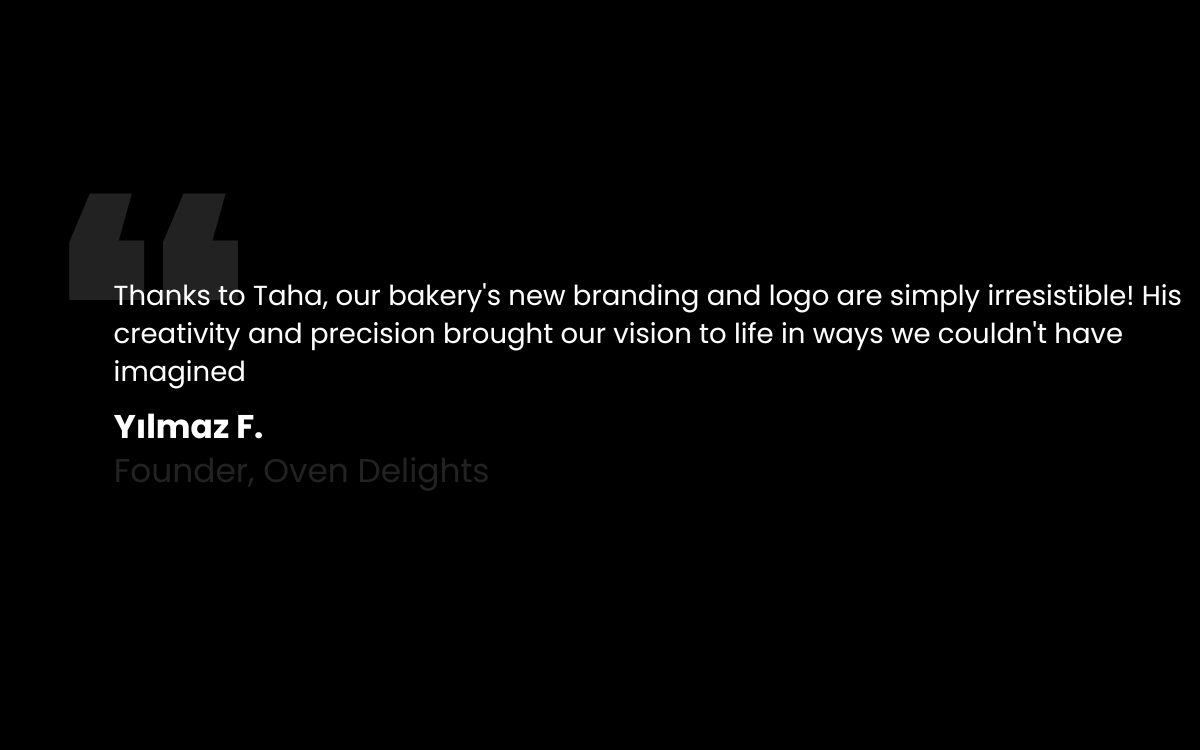 Thanks to Taha, our bakery's new branding and logo are simply irresistible! His
creativity and precision brought our vision to life in ways we couldn't have
imagined
Yılmaz F.
Founder, Oven Delights